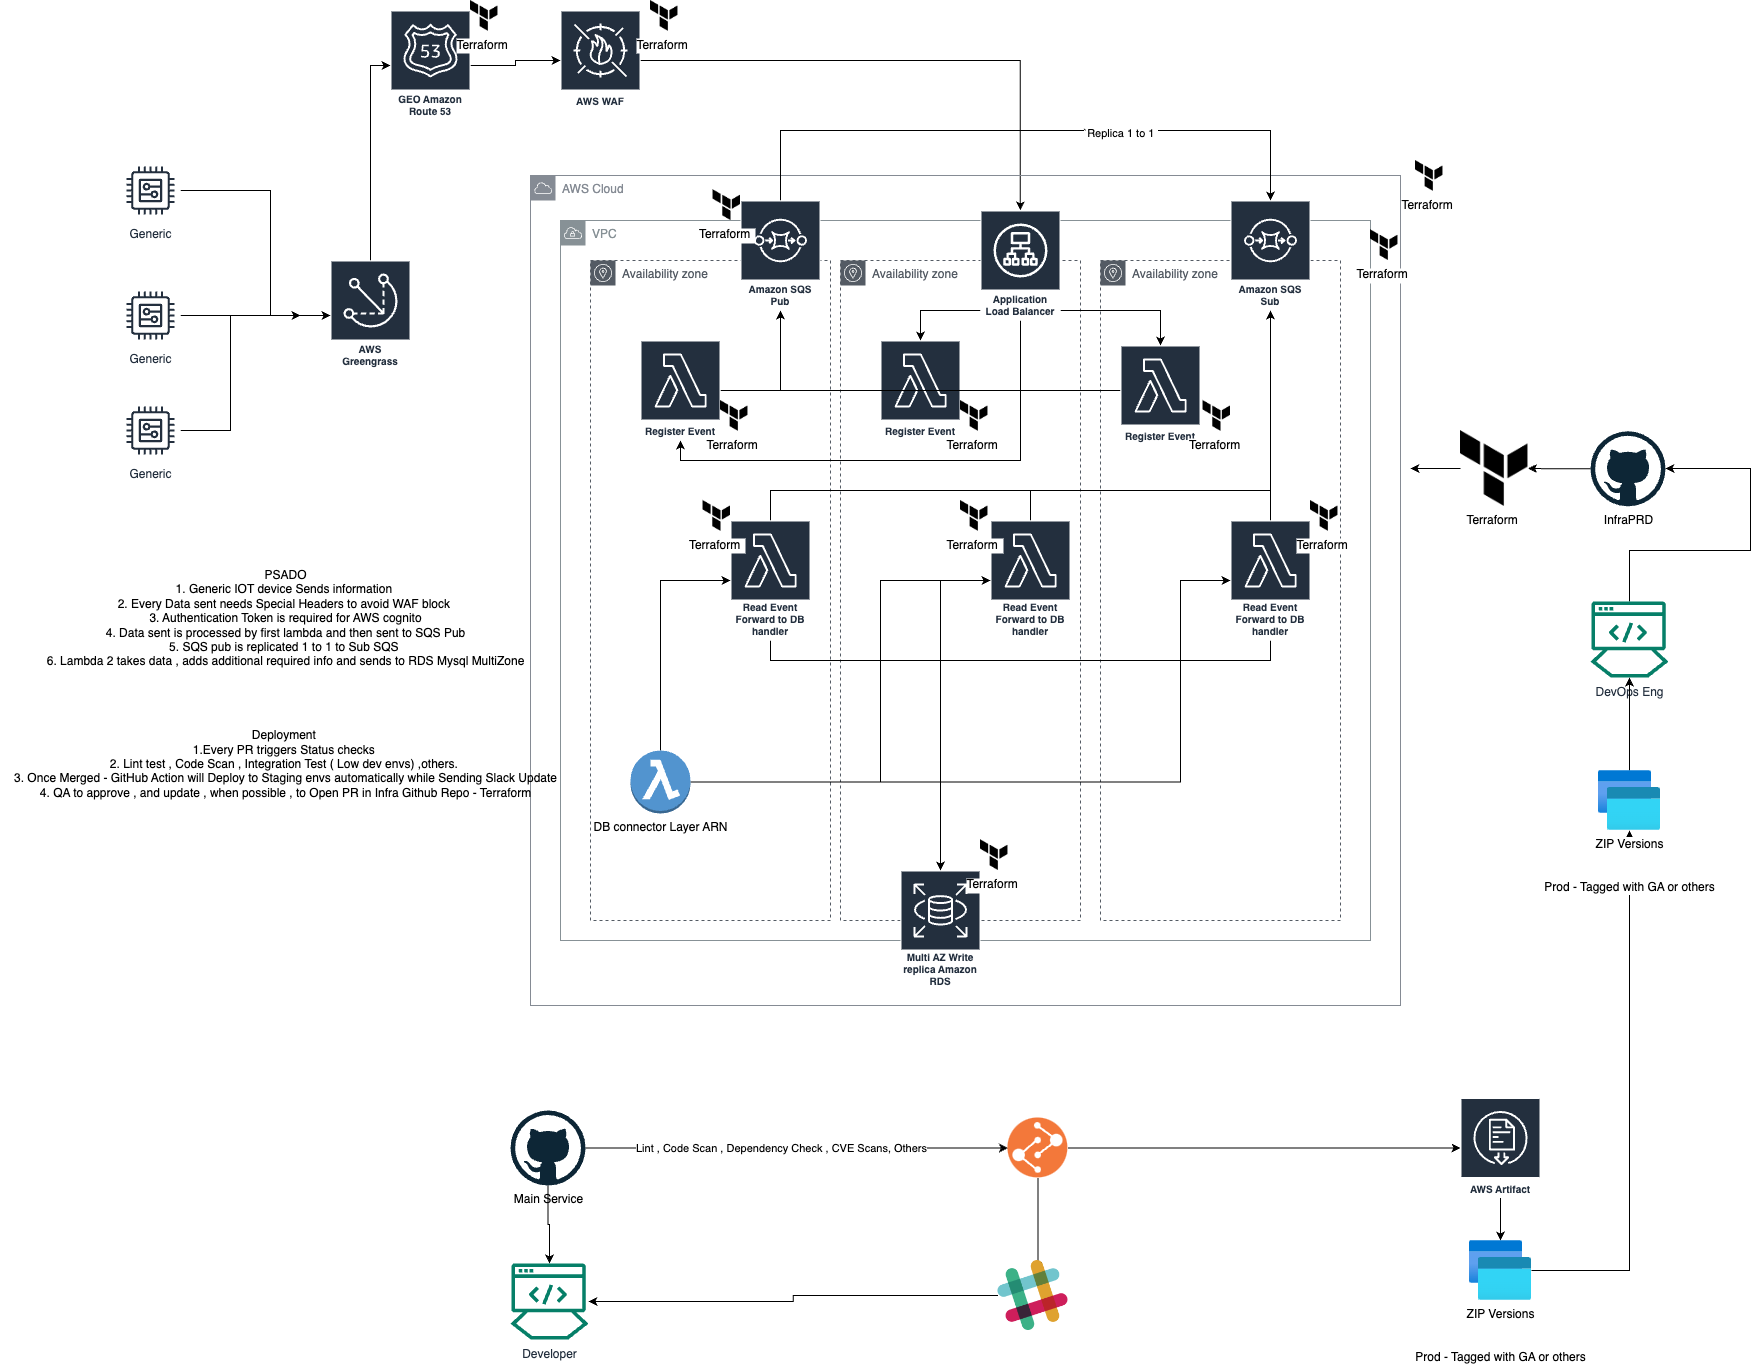 Terraform
Terraform
53
GEO Amazon
Route 53
AWS WAF
Replica 1 to 1
AWS Cloud
Terraform
Generic
Terraform
VPC
Terraform
Availability zone
Availability zone
Availability zone
Amazon SQS
Pub
Application
Load Balancer
Amazon SQS
Sub
Generic
AWS
Greengrass
Register Event
Terraform
Register Event
Terraform
Register Event
Terraform
Generic
Terraform
InfraPRD
Terraform
Terraform
Terraform
Read Event
Forward to DB
handler
Read Event
Forward to DB
handler
Read Event
Forward to DB
handler
PSADO
1. Generic IOT device Sends information
2. Every Data sent needs Special Headers to avoid WAF block
3. Authentication Token is required for AWS cognito
4. Data sent is processed by first lambda and then sent to SQS Pub
5. SQS pub is replicated 1 to 1 to Sub SQS
6. Lambda 2 takes data , adds additional required info and sends to RDS Mysql MultiZone
DevOps Eng
Deployment
1.Every PR triggers Status checks
2. Lint test , Code Scan , Integration Test ( Low dev envs) ,others.
3. Once Merged - GitHub Action will Deploy to Staging envs automatically while Sending Slack Update
4. QA to approve , and update , when possible , to Open PR in Infra Github Repo - Terraform
DB connector Layer ARN
ZIP Versions
Terraform
Prod - Tagged with GA or others
Multi AZ Write
replica Amazon
RDS
Lint , Code Scan , Dependency Check , CVE Scans, Others
Main Service
AWS Artifact
ZIP Versions
Developer
Prod - Tagged with GA or others